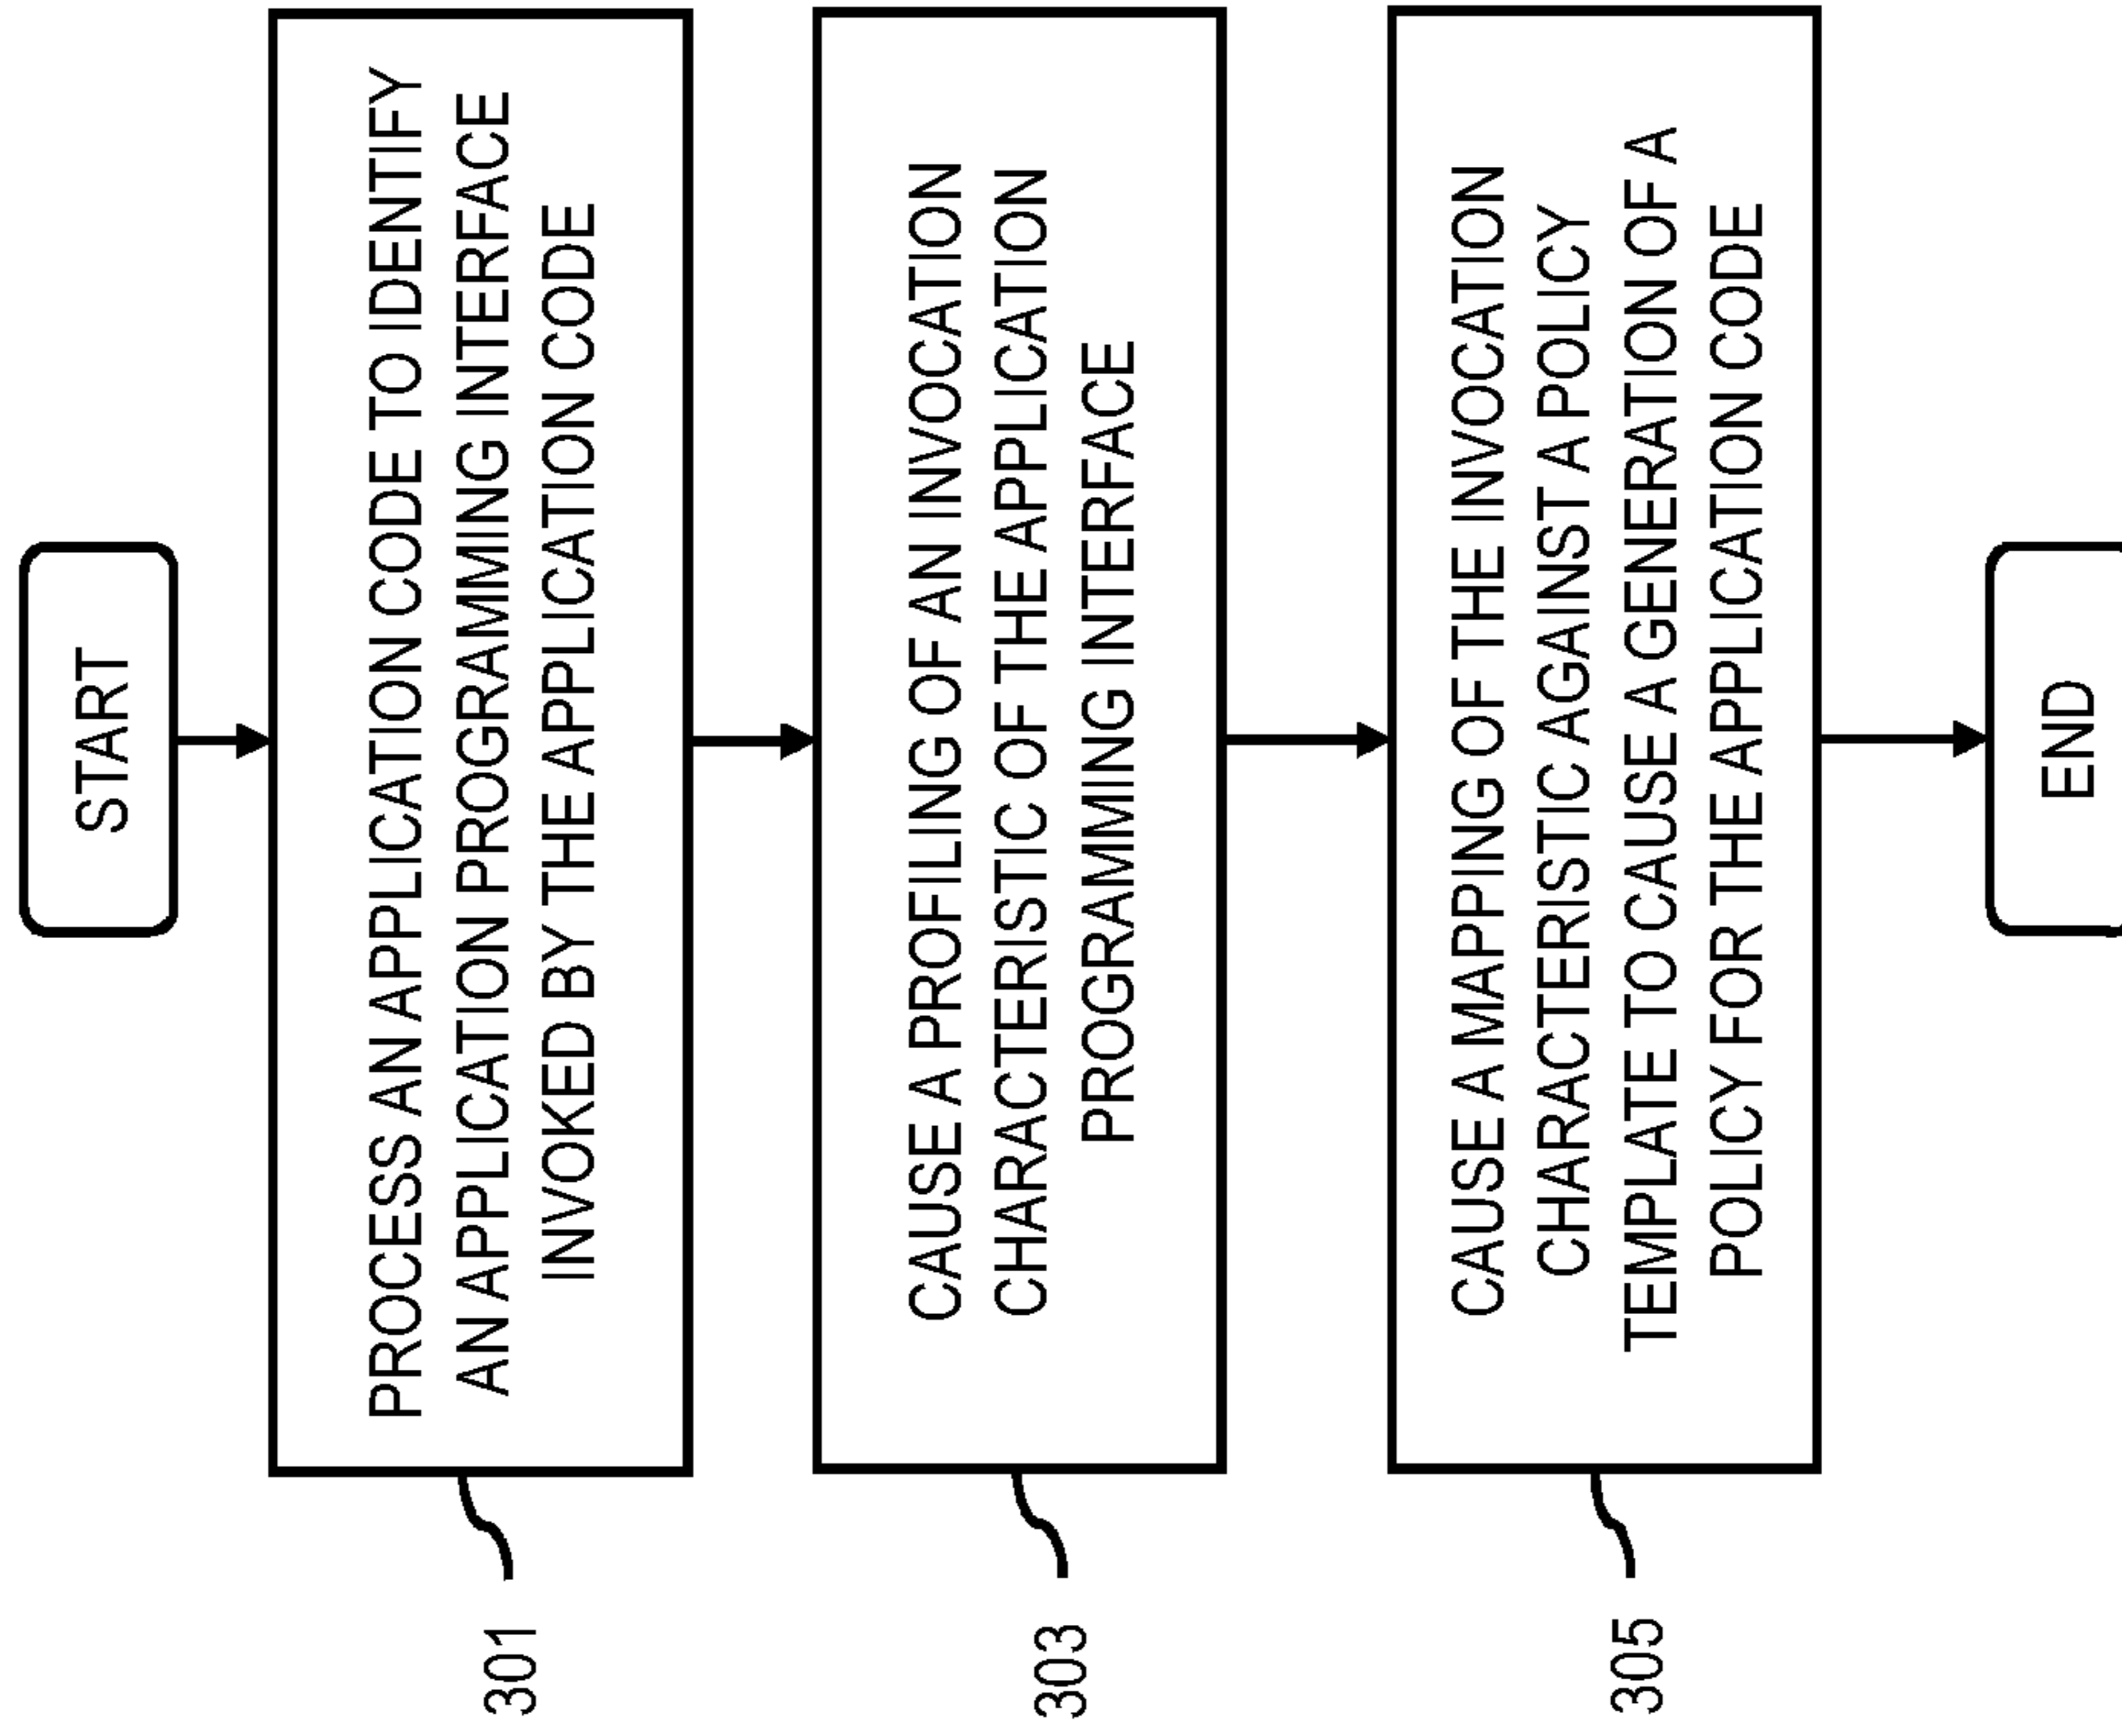 START
PROCESS AN APPLICATION CODE TO IDENTIFY
AN APPLICATION PROGRAMMING INTERFACE
INVOKED BY THE APPLICATION CODE
301
CAUSE A PROFILING OF AN INVOCATION
CHARACTERISTIC OF THE APPLICATION
PROGRAMMING INTERFACE
303
CAUSE A MAPPING OF THE INVOCATION
CHARACTERISTIC AGAINST A POLICY
TEMPLATE TO CAUSE A GENERATION OF A
POLICY FOR THE APPLICATION CODE
305
END